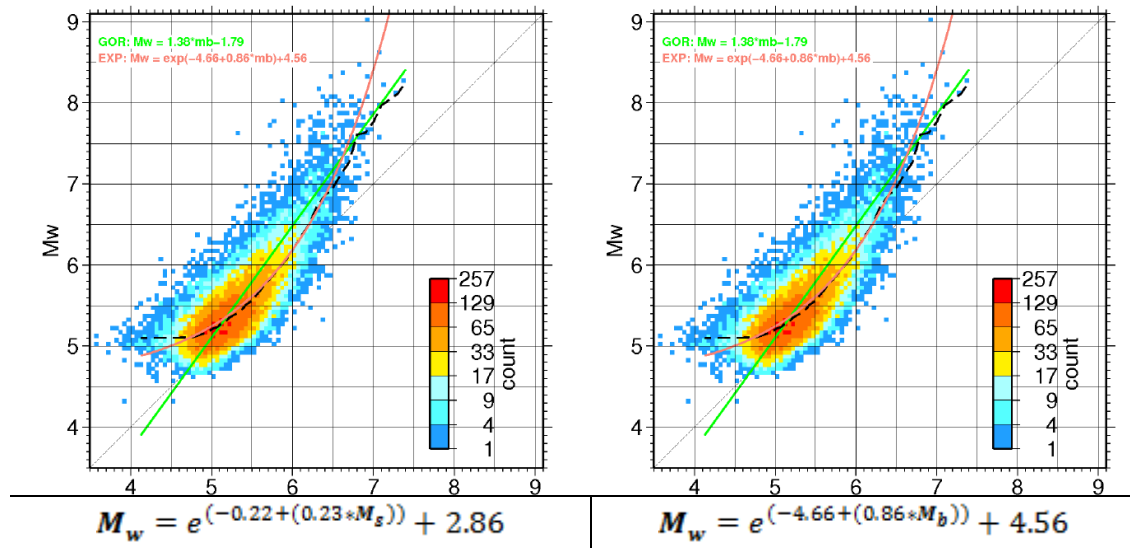 GOR: Mw = 1.38*mb−1.79
EXP: Mw = exp(−4.66+0.86*mb)+4.56
9
8
7
6
5
4
Mw
257
129
65
33
17
9
4
1
count
4 5 6 7 8 9
GOR: Mw = 1.38*mb−1.79
EXP: Mw = exp(−4.66+0.86*mb)+4.56
9
8
7
6
5
4
Mw
257
129
65
33
17
9
4
1
count
4 5 6 7 8 9
M_w = e^(−0.22+(0.23∗M_s)) + 2.86
M_w = e^(−4.66+(0.86∗M_b)) + 4.56